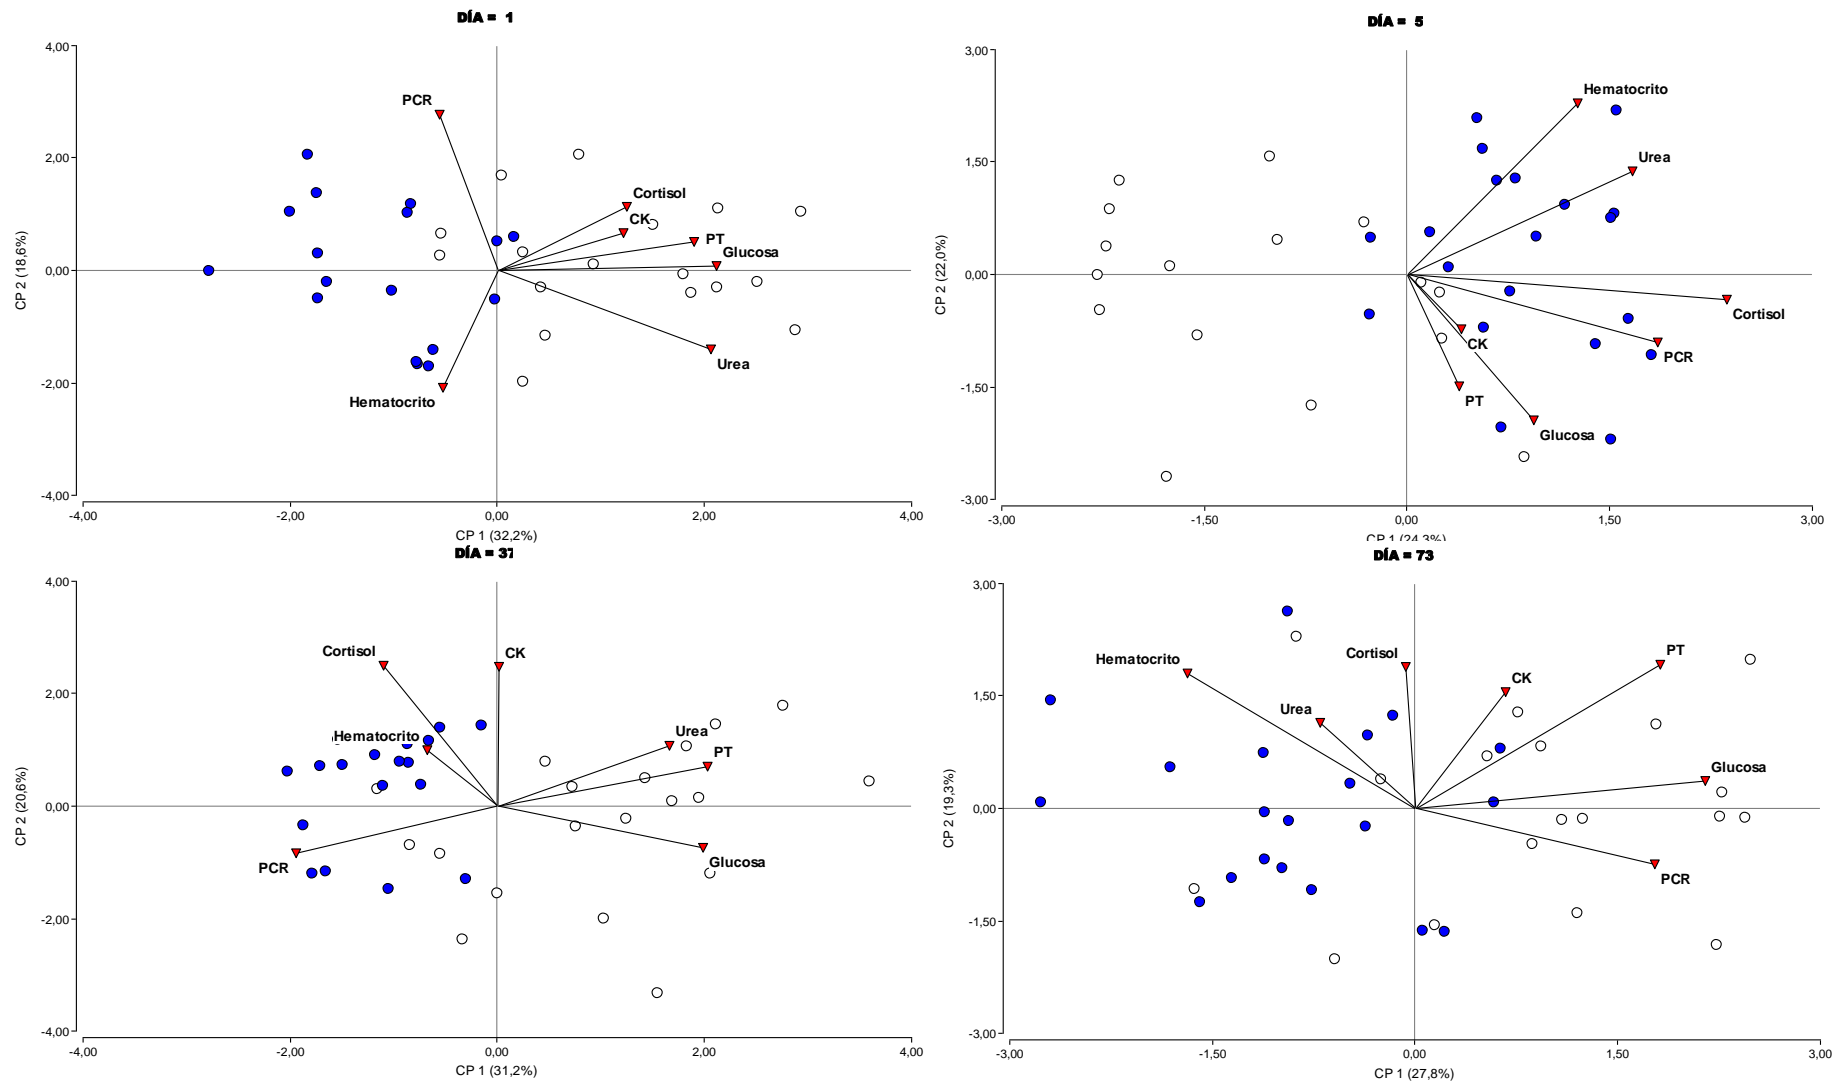 DÍA = 1
4,00
2,00
0,00
-2,00
-4,00
CP 2 (18,6%)
PCR
Cortisol
CK
PT
Glucosa
Urea
Hematocrito
-4,00 -2,00 0,00 2,00 4,00
CP 1 (32,2%)
DÍA = 5
3,00
1,50
0,00
-1,50
-3,00
CP 2 (22,0%)
Hematocrito
Urea
Cortisol
CK
PCR
PT
Glucosa
-3,00 -1,50 0,00 1,50 3,00
CP 1 (24,3%)
DÍA = 37
4,00
2,00
0,00
-2,00
-4,00
CP 2 (20,6%)
Cortisol
CK
Hematocrito
Urea
PT
PCR
Glucosa
-4,00 -2,00 0,00 2,00 4,00
CP 1 (31,2%)
DÍA = 73
3,00
1,50
0,00
-1,50
-3,00
CP 2 (19,3%)
Hematocrito
Cortisol
PT
CK
Urea
Glucosa
PCR
-3,00 -1,50 0,00 1,50 3,00
CP 1 (27,8%)